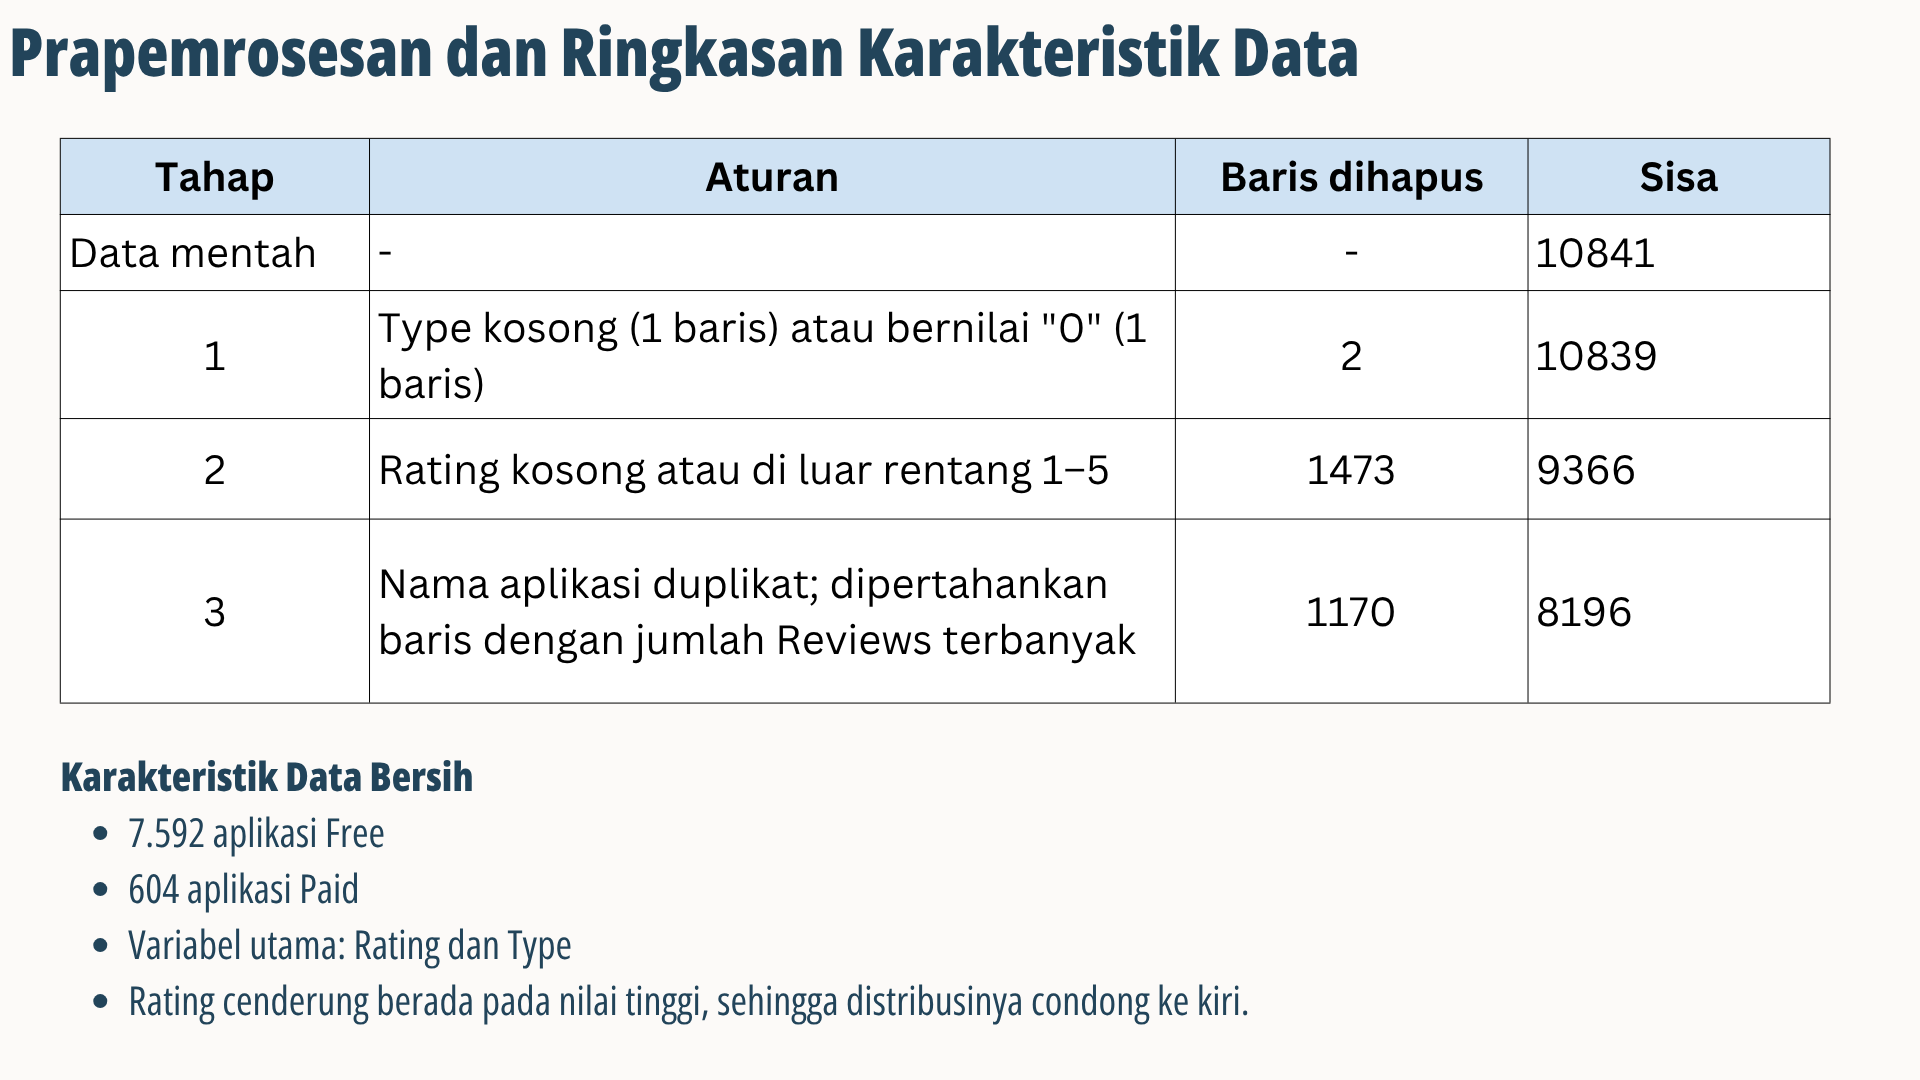 Prapemrosesan dan Ringkasan Karakteristik Data
Tahap Aturan Baris dihapus Sisa
Data mentah - - 10841
1 Type kosong (1 baris) atau bernilai "0" (1
baris) 2 10839
2 Rating kosong atau di luar rentang 1–5 1473 9366
3 Nama aplikasi duplikat; dipertahankan
baris dengan jumlah Reviews terbanyak 1170 8196
Karakteristik Data Bersih
• 7.592 aplikasi Free
• 604 aplikasi Paid
• Variabel utama: Rating dan Type
• Rating cenderung berada pada nilai tinggi, sehingga distribusinya condong ke kiri.